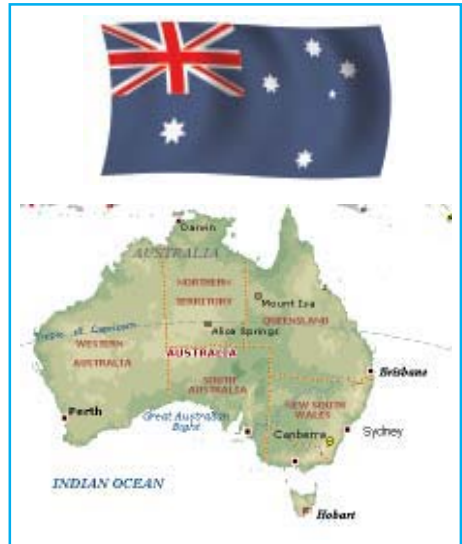 Darwin
AUSTRALIA
NORTHERN
TERRITORY
Mount Isa
QUEENSLAND
Tropic of Capricorn
Alice Springs
WESTERN
AUSTRALIA
AUSTRALIA
SOUTH
AUSTRALIA
Brisbane
NEW SOUTH
WALES
Perth
Great Australian
Bight
Canberra
Sydney
INDIAN OCEAN
Hobart